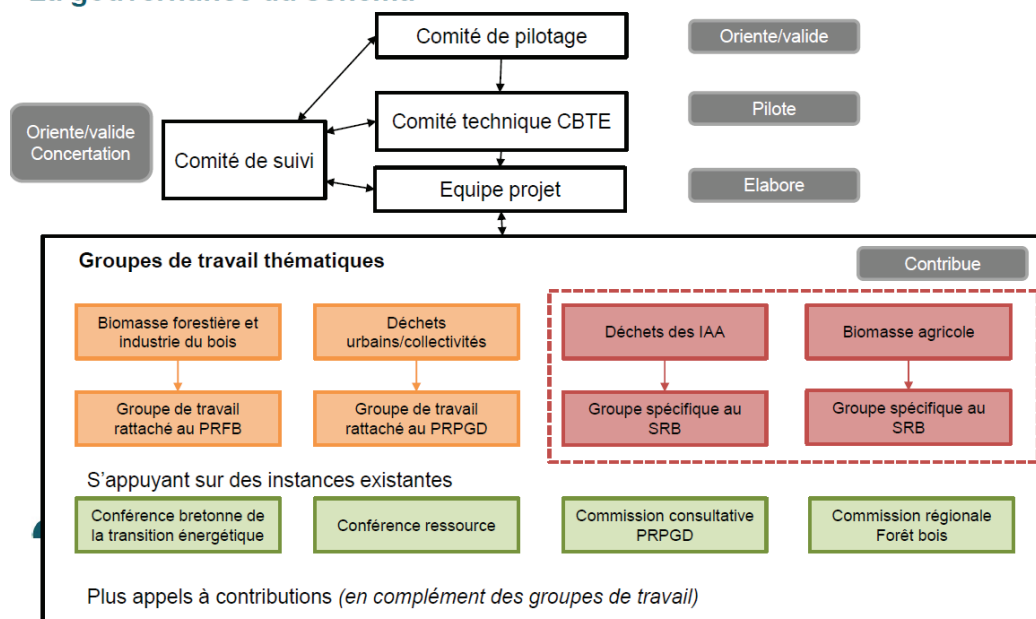 La gouvernance du schéma
Comité de pilotage
Oriente/valide
Oriente/valide
Concertation
Comité de suivi
Comité technique CBTE
Pilote
Equipe projet
Elabore
Groupes de travail thématiques
Contribue
Biomasse forestière et
industrie du bois
Déchets
urbains/collectivités
Déchets des IAA
Biomasse agricole
Groupe de travail
rattaché au PRFB
Groupe de travail
rattaché au PRPGD
Groupe spécifique au
SRB
Groupe spécifique au
SRB
S’appuyant sur des instances existantes
Conférence bretonne de
la transition énergétique
Conférence ressource
Commission consultative
PRPGD
Commission régionale
Forêt bois
Plus appels à contributions (en complément des groupes de travail)